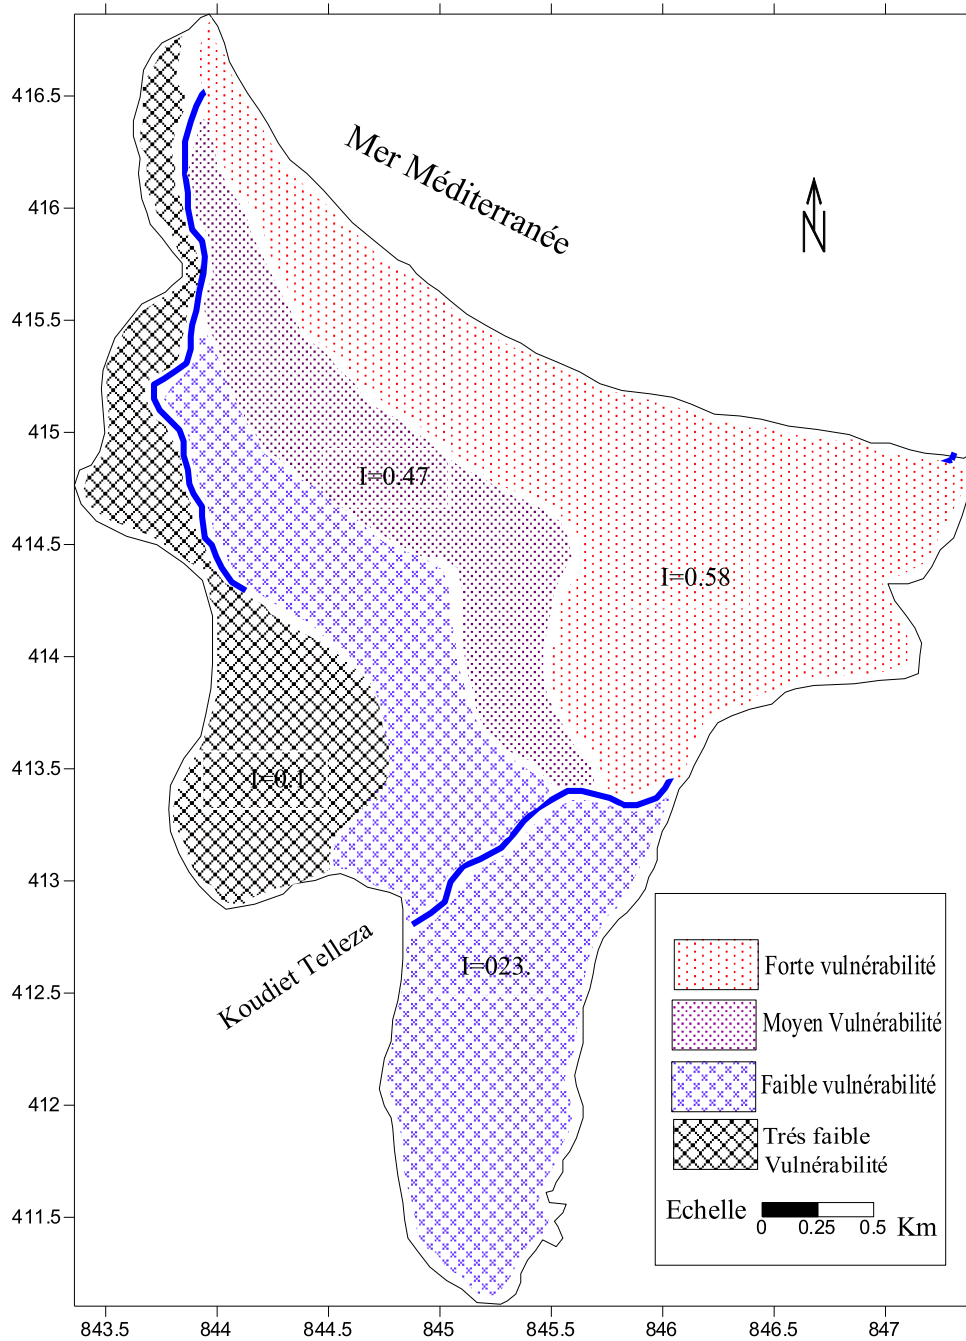 416.5
416
415.5
415
414.5
414
413.5
413
412.5
412
411.5
Mer Méditerranée
N
I=0.47
I=0.58
I=0.1
I=023
Koudiet Telleza
Forte vulnérabilité
Moyen Vulnérabilité
Faible vulnérabilité
Trés faible
Vulnérabilité
Echelle
0 0.25 0.5 Km
843.5 844 844.5 845 845.5 846 846.5 847